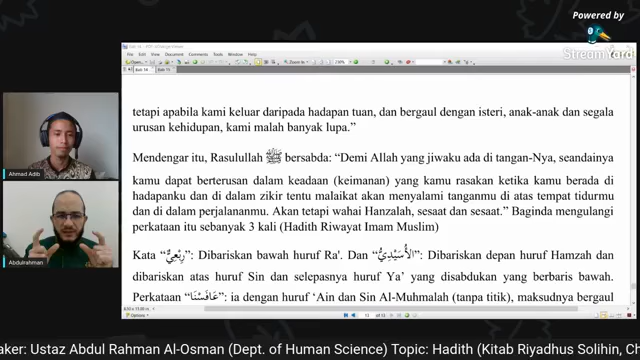 Powered by
StreamYard
tetapi apabila kami keluar daripada hadapan tuan, dan bergaul dengan isteri, anak-anak dan segala
urusan kehidupan, kami malah banyak lupa.”
Mendengar itu, Rasulullah ﷺ bersabda: “Demi Allah yang jiwaku ada di tangan-Nya, seandainya
kamu dapat berterusan dalam keadaan (keimanan) yang kamu rasakan ketika kamu berada di
hadapanku dan di dalam zikir tentu malaikat akan menyalami tanganmu di atas tempat tidurmu
dan di dalam perjalananmu. Akan tetapi wahai Hanzalah, sesaat dan sesaat.” Baginda mengulangi
perkataan itu sebanyak 3 kali (Hadith Riwayat Imam Muslim)
Kata “رِبْعِيٌّ”: Dibariskan bawah huruf Ra'. Dan “الأُسَيِّدِيُّ”: Dibariskan depan huruf Hamzah dan
dibariskan atas huruf Sin dan selepasnya huruf Ya’ yang disabdukan yang berbaris bawah.
Perkataan “عَافَسْنَا”: ia dengan huruf ‘Ain dan Sin Al-Muhmalah (tanpa titik), maksudnya bergaul
Ahmad Adib
Abdulrahman
aker: Ustaz Abdul Rahman Al-Osman (Dept. of Human Science) Topic: Hadith (Kitab Riyadhus Solihin, Ch